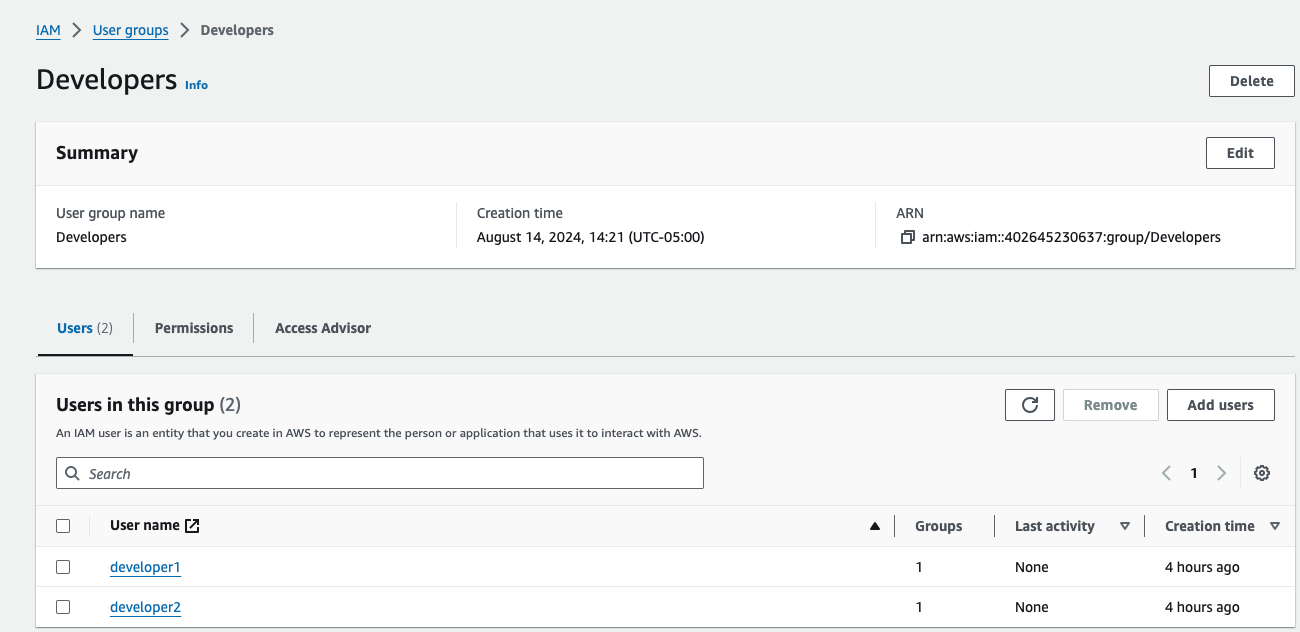 IAM > User groups > Developers
Developers Info
Delete
Summary
Edit
User group name
Developers
Creation time
August 14, 2024, 14:21 (UTC-05:00)
ARN
arn:aws:iam::402645230637:group/Developers
Users (2) Permissions Access Advisor
Users in this group (2)
Remove Add users
An IAM user is an entity that you create in AWS to represent the person or application that uses it to interact with AWS.
Search
1
User name Groups Last activity Creation time
developer1 1 None 4 hours ago
developer2 1 None 4 hours ago